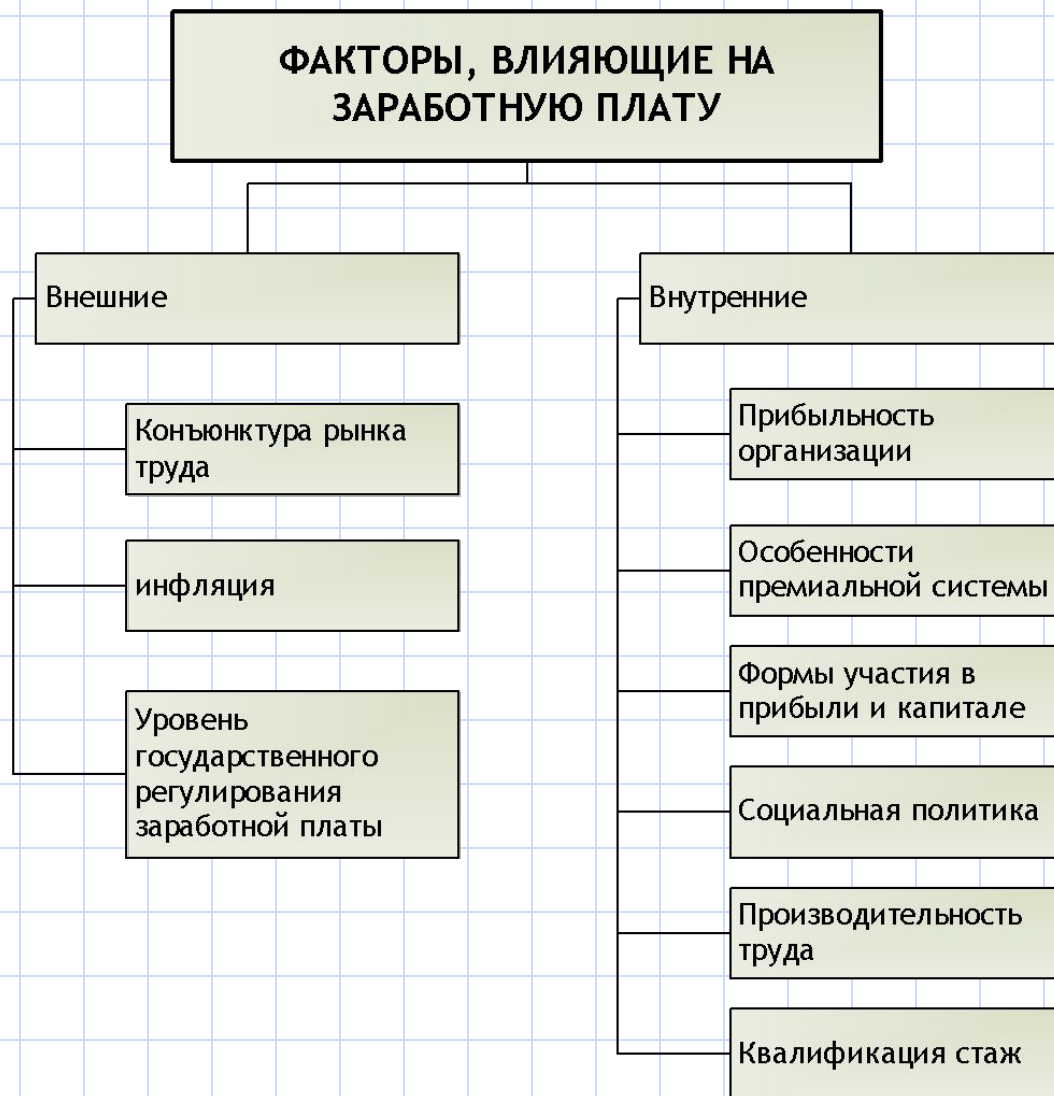 ФАКТОРЫ, ВЛИЯЮЩИЕ НА
ЗАРАБОТНУЮ ПЛАТУ
Внешние
Конъюнктура рынка
труда
инфляция
Уровень
государственного
регулирования
заработной платы
Внутренние
Прибыльность
организации
Особенности
премиальной системы
Формы участия в
прибыли и капитале
Социальная политика
Производительность
труда
Квалификация стаж